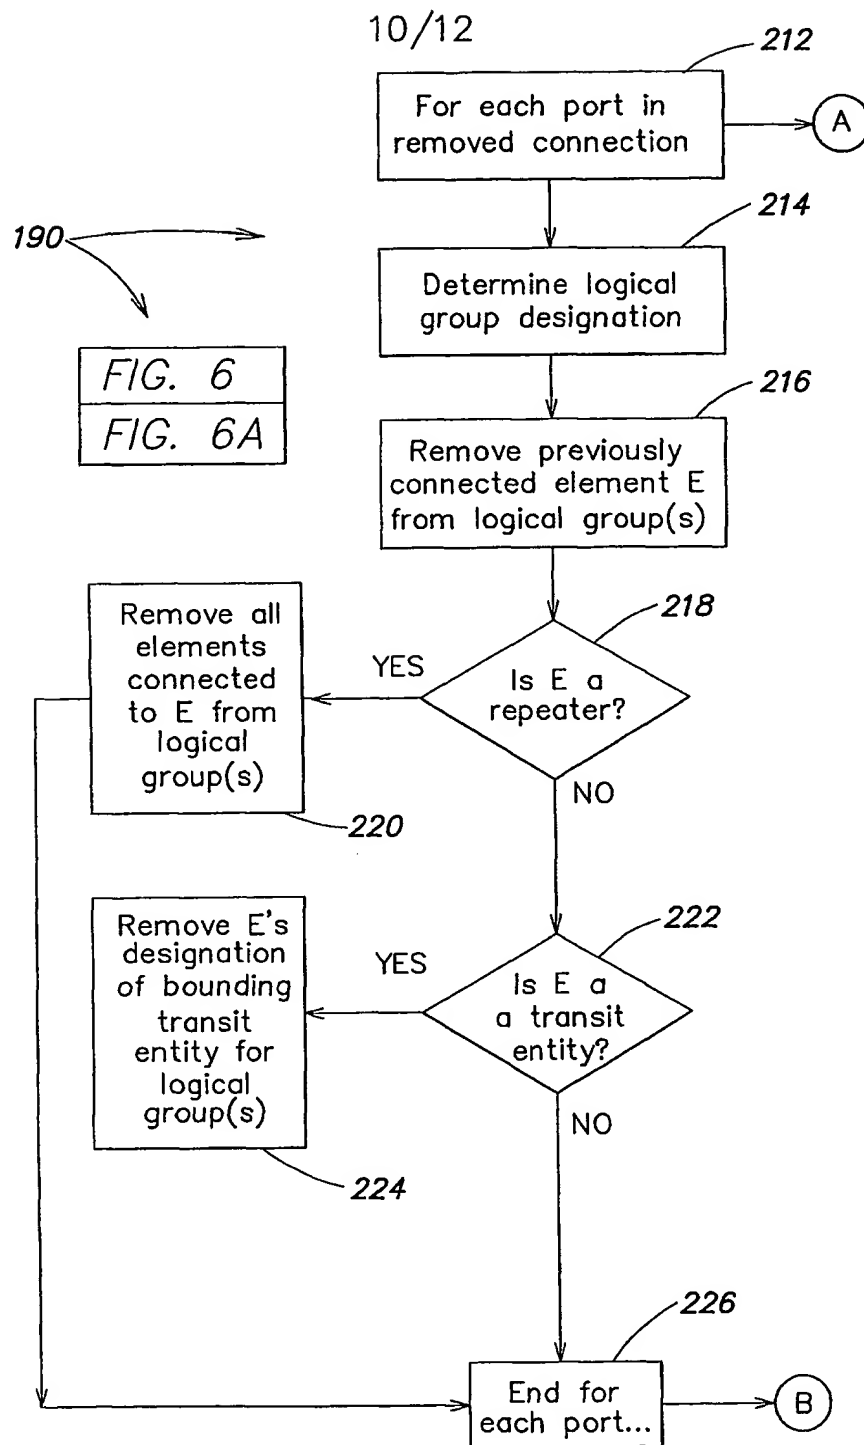 10/12
212
For each port in
removed connection
A
214
190
Determine logical
group designation
FIG. 6
FIG. 6A
216
Remove previously
connected element E
from logical group(s)
218
Remove all
elements
connected
to E from
logical
group(s)
YES
Is E a
repeater?
220
NO
222
Remove E's
designation
of bounding
transit
entity for
logical
group(s)
YES
Is E a
a transit
entity?
224
NO
226
End for
each port...
B